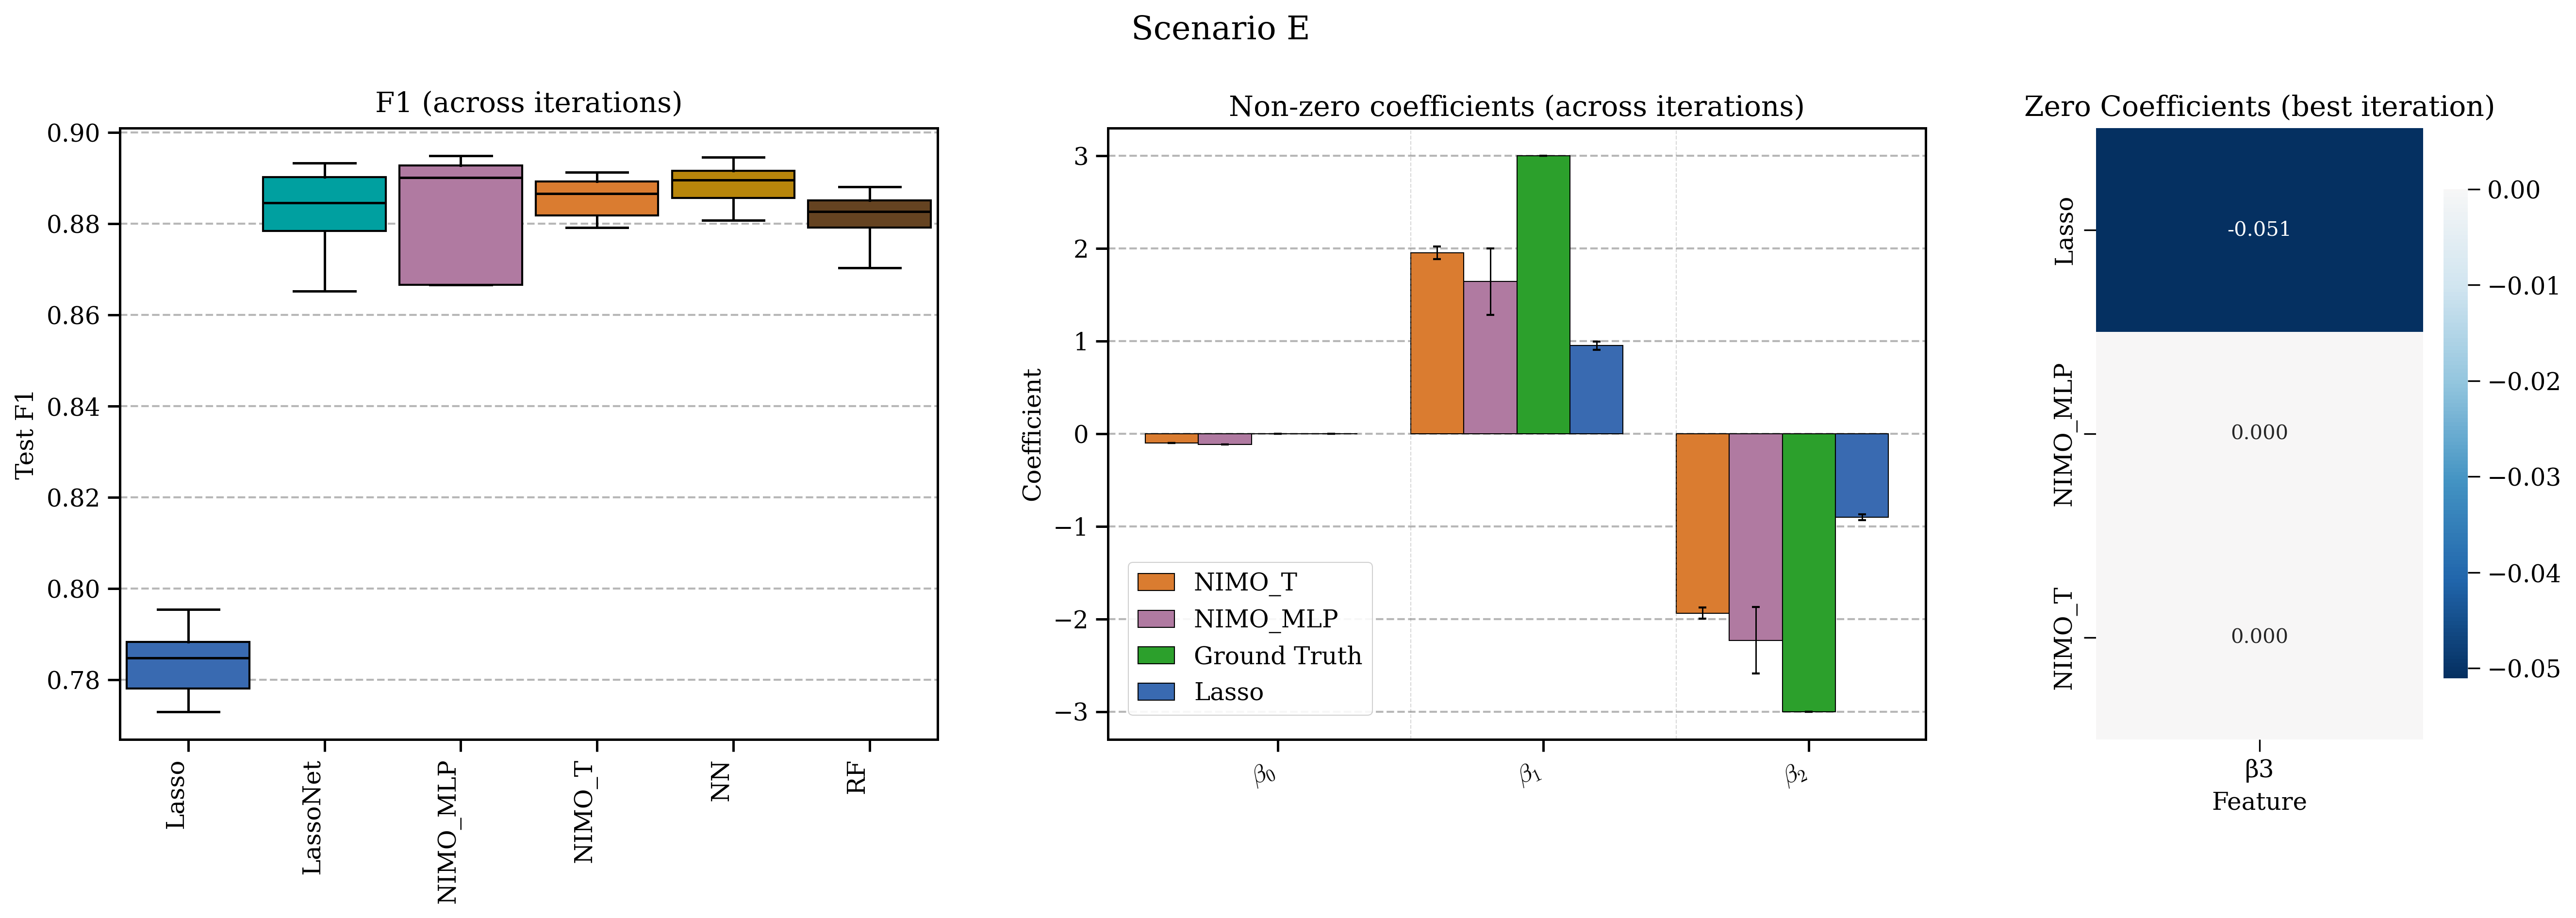 Scenario E
F1 (across iterations)
0.90
0.88
0.86
0.84
0.82
0.80
0.78
Test F1
Lasso
LassoNet
NIMO_MLP
NIMO_T
NN
RF
Non-zero coefficients (across iterations)
3
2
1
0
−1
−2
−3
Coefficient
NIMO_T
NIMO_MLP
Ground Truth
Lasso
β0
β1
β2
Zero Coefficients (best iteration)
Lasso
NIMO_MLP
NIMO_T
-0.051
0.000
0.000
β3
Feature
0.00
−0.01
−0.02
−0.03
−0.04
−0.05